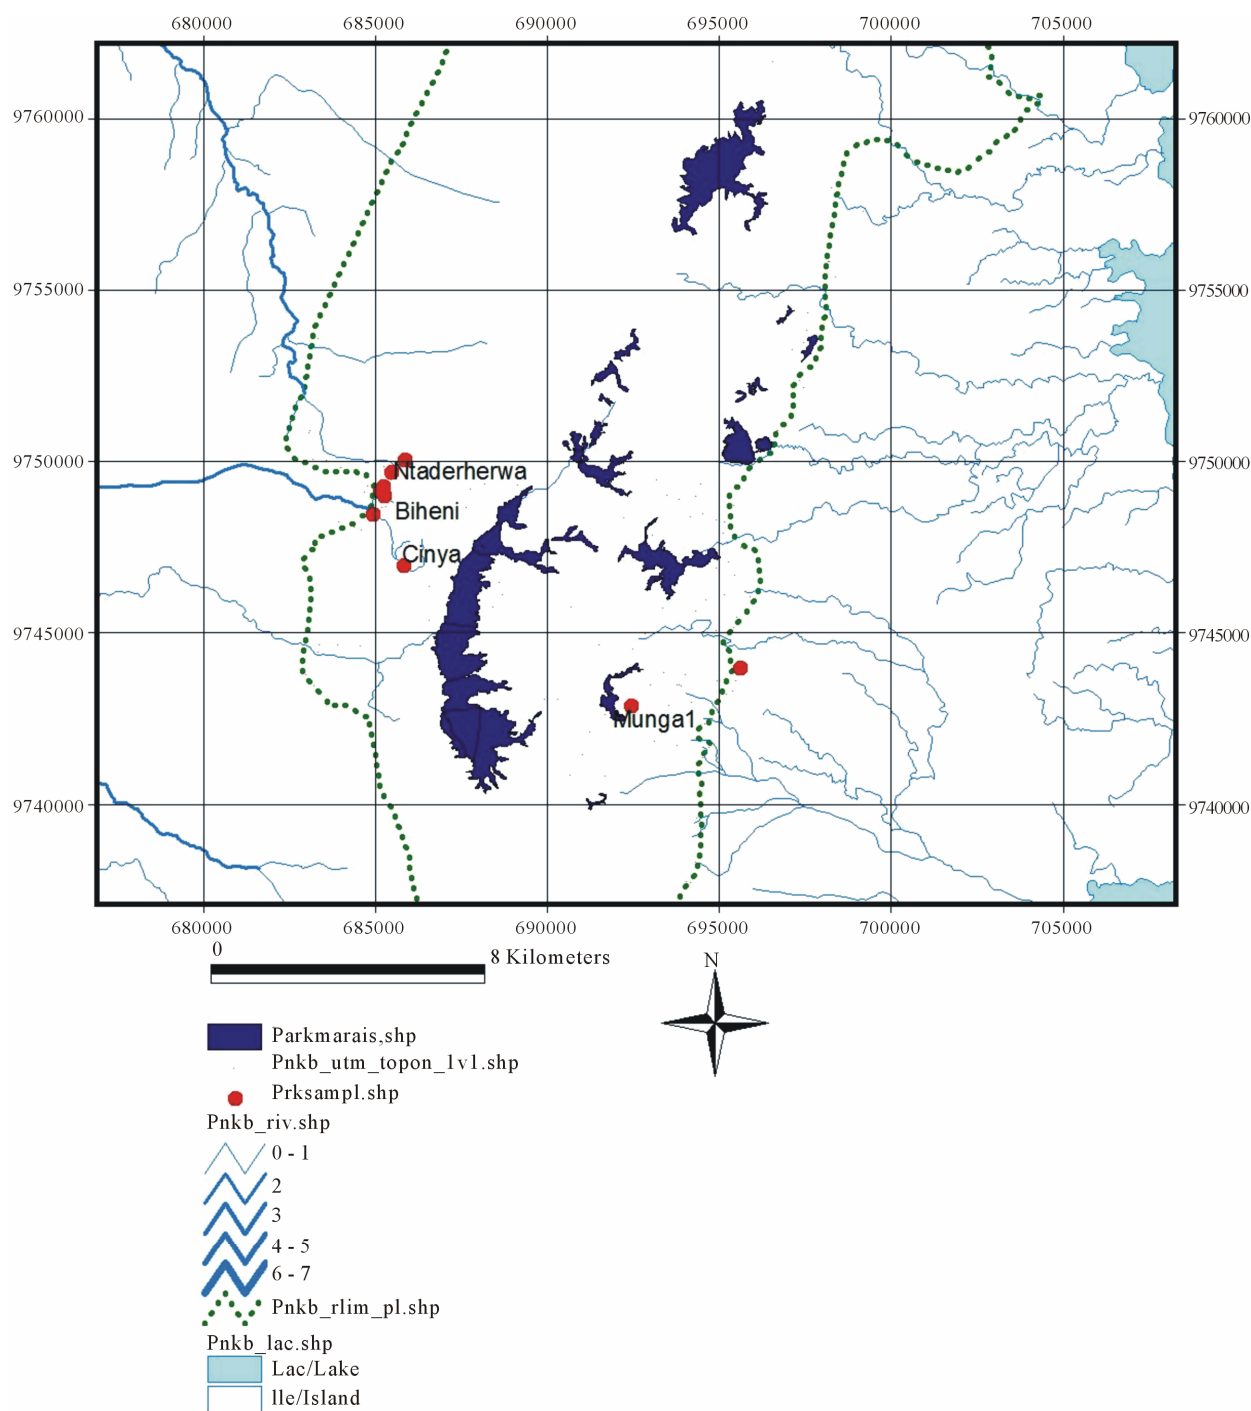 680000 685000 690000 695000 700000 705000
9760000 9760000
9755000 9755000
9750000 9750000
Ntaderherwa
Biheni
Cinya
9745000 9745000
Munga1
9740000 9740000
680000 685000 690000 695000 700000 705000
0 8 Kilometers
N
Parkmarais,shp
Pnkb_utm_topon_1v1.shp
Prksampl.shp
Pnkb_riv.shp
0 - 1
2
3
4 - 5
6 - 7
Pnkb_rlim_pl.shp
Pnkb_lac.shp
Lac/Lake
lle/Island